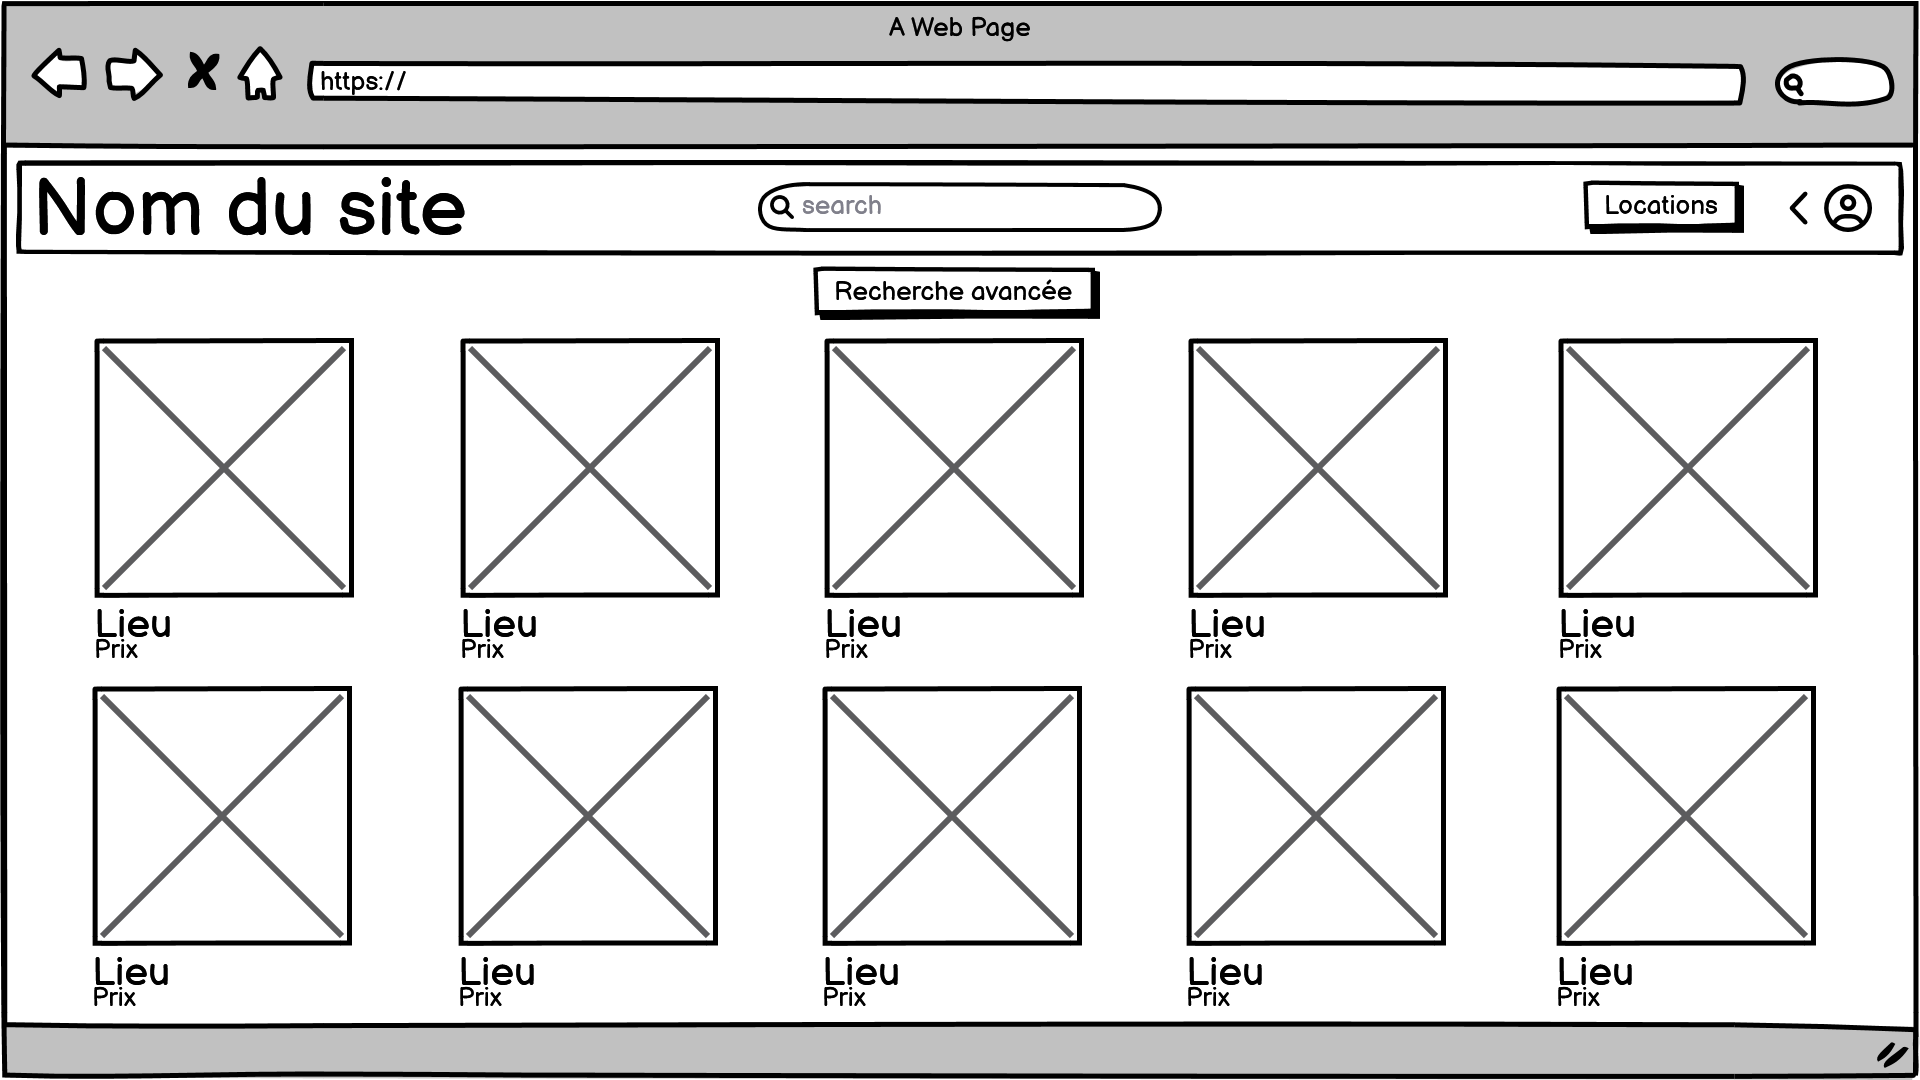 A Web Page
https://
Nom du site
search
Locations
Recherche avancée
Lieu Lieu Lieu Lieu Lieu
Prix Prix Prix Prix Prix
Lieu Lieu Lieu Lieu Lieu
Prix Prix Prix Prix Prix